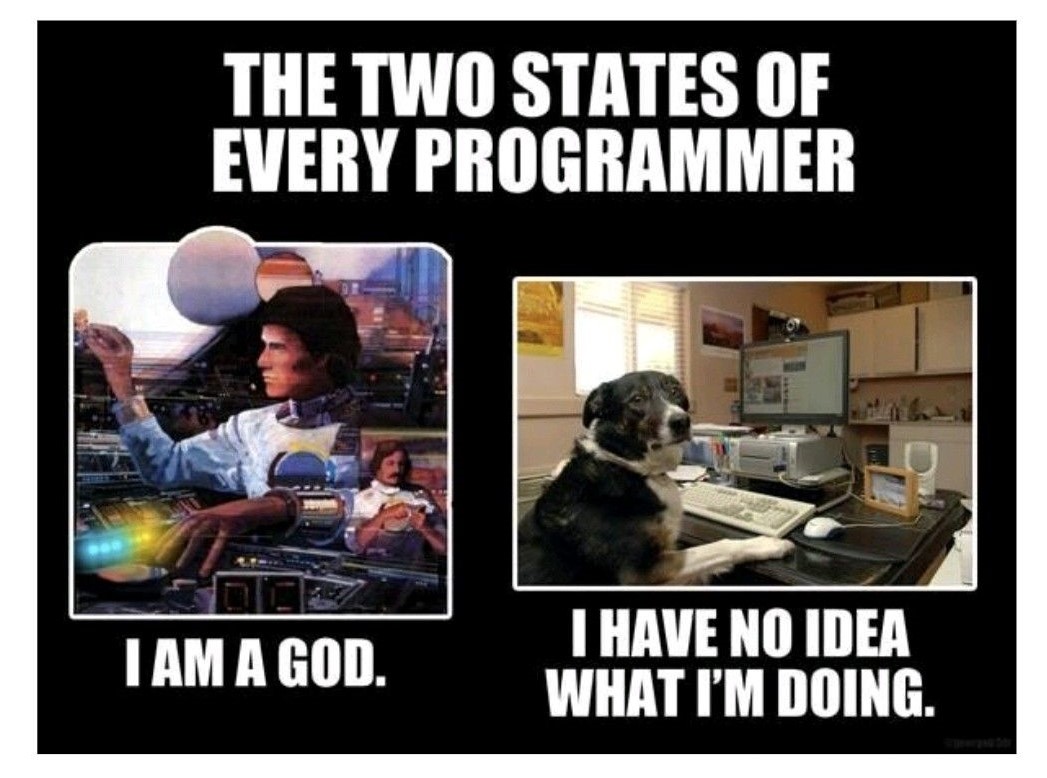 THE TWO STATES OF
EVERY PROGRAMMER
I AM A GOD.
I HAVE NO IDEA
WHAT I'M DOING.